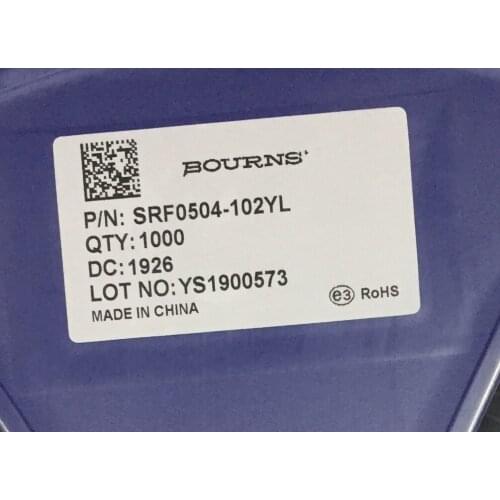 BOURNS
P/N: SRF0504-102YL
QTY:1000
DC:1926
LOT NO:YS1900573
MADE IN CHINA
e3 RoHS